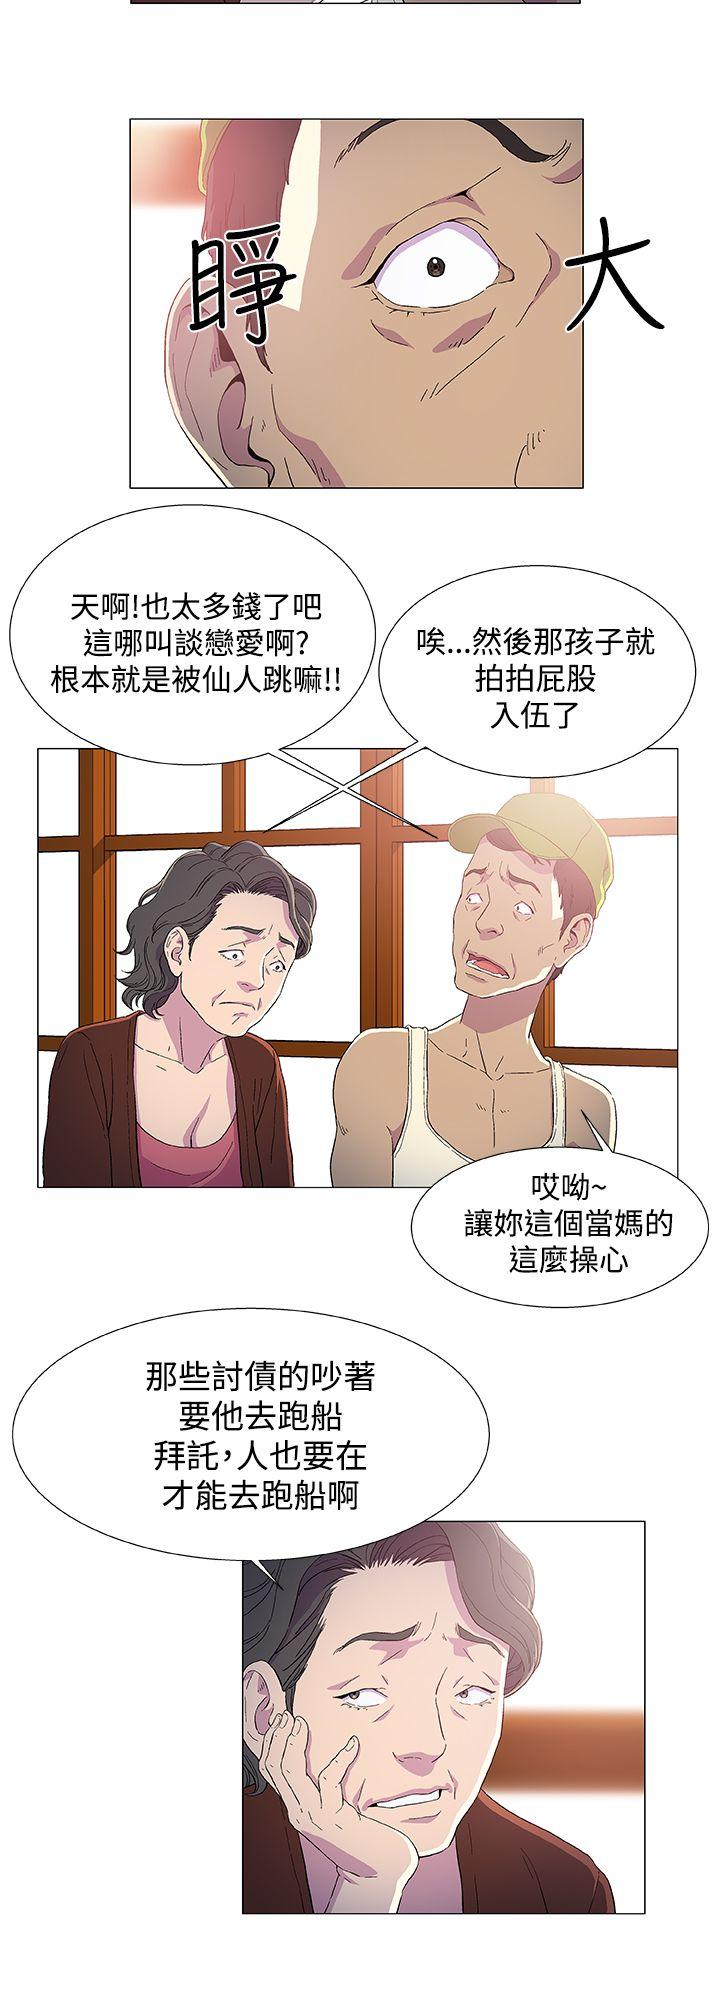 睜 大
天啊!也太多錢了吧
這哪叫談戀愛啊?
根本就是被仙人跳嘛!!
唉...然後那孩子就
拍拍屁股
入伍了
哎呦~
讓妳這個當媽的
這麼操心
那些討債的吵著
要他去跑船
拜託,人也要在
才能去跑船啊